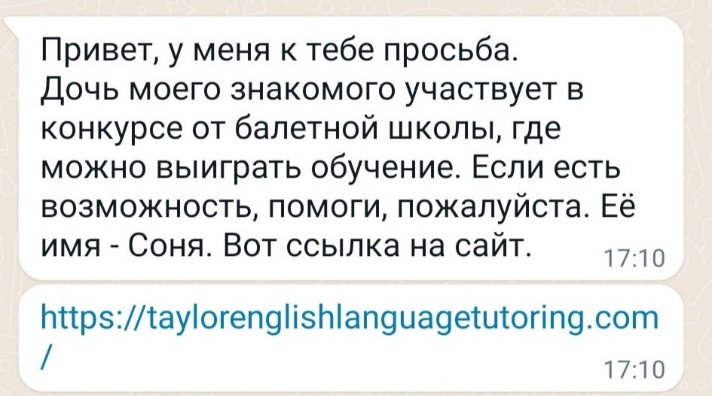 Привет, у меня к тебе просьба.
Дочь моего знакомого участвует в
конкурсе от балетной школы, где
можно выиграть обучение. Если есть
возможность, помоги, пожалуйста. Её
имя - Соня. Вот ссылка на сайт.
17:10
https://taylorenglishlanguagetutoring.com
/
17:10